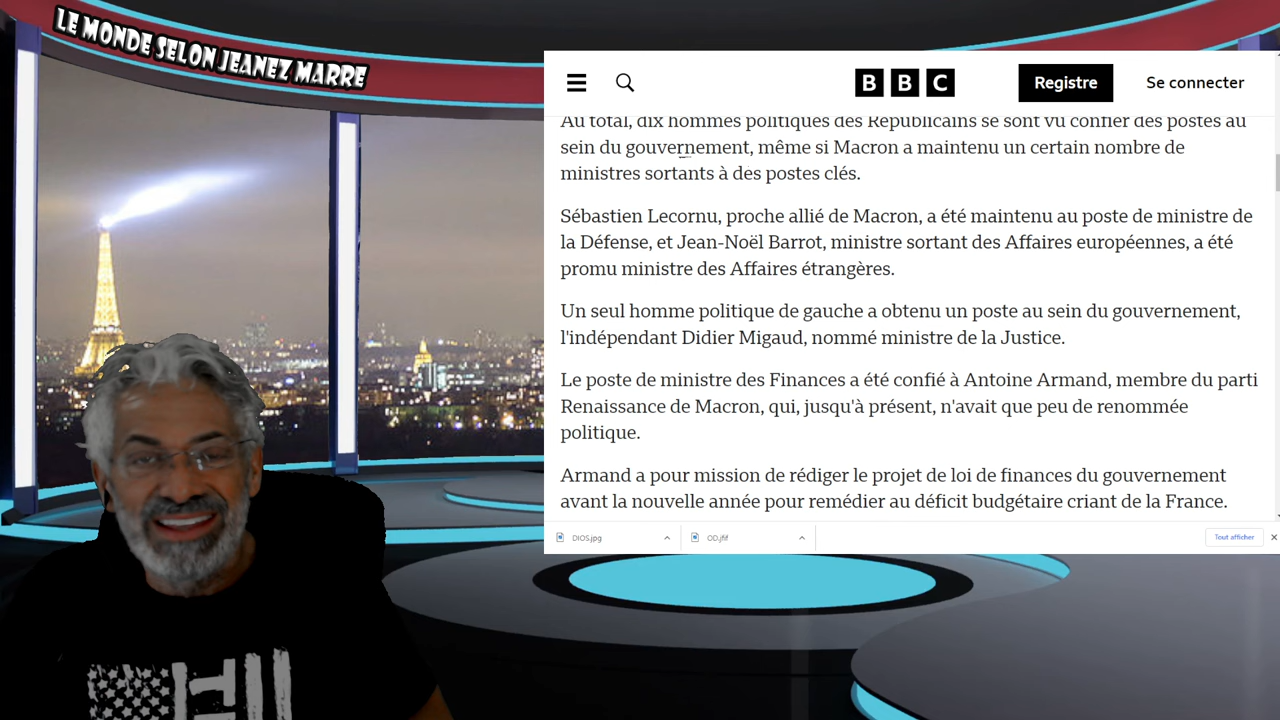 LE MONDE SELON JEANEZ MARRE
BBC
Registre
Se connecter
Au total, dix hommes politiques des Républicains se sont vu confier des postes au
sein du gouvernement, même si Macron a maintenu un certain nombre de
ministres sortants à des postes clés.
Sébastien Lecornu, proche allié de Macron, a été maintenu au poste de ministre de
la Défense, et Jean-Noël Barrot, ministre sortant des Affaires européennes, a été
promu ministre des Affaires étrangères.
Un seul homme politique de gauche a obtenu un poste au sein du gouvernement,
l'indépendant Didier Migaud, nommé ministre de la Justice.
Le poste de ministre des Finances a été confié à Antoine Armand, membre du parti
Renaissance de Macron, qui, jusqu'à présent, n'avait que peu de renommée
politique.
Armand a pour mission de rédiger le projet de loi de finances du gouvernement
avant la nouvelle année pour remédier au déficit budgétaire criant de la France.
DIOS.jpg
OD.jfif
Tout afficher